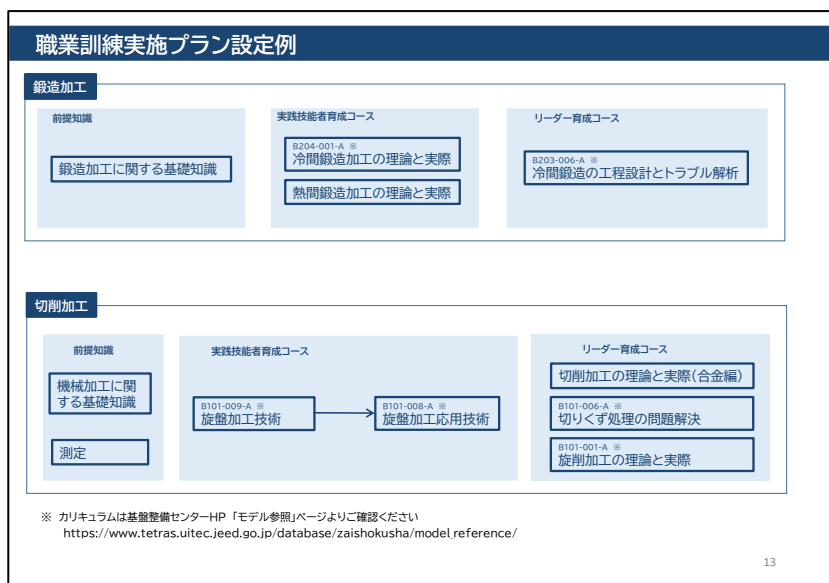 職業訓練実施プラン設定例
鍛造加工
前提知識
鍛造加工に関する基礎知識
実践技能者育成コース
B204-001-A ※
冷間鍛造加工の理論と実際
熱間鍛造加工の理論と実際
リーダー育成コース
B203-006-A ※
冷間鍛造の工程設計とトラブル解析
切削加工
前提知識
機械加工に関
する基礎知識
測定
実践技能者育成コース
B101-009-A ※
旋盤加工技術
B101-008-A ※
旋盤加工応用技術
リーダー育成コース
切削加工の理論と実際(合金編)
B101-006-A ※
切りくず処理の問題解決
B101-001-A ※
旋削加工の理論と実際
※ カリキュラムは基盤整備センターHP 「モデル参照」ページよりご確認ください
https://www.tetras.uitec.jeed.go.jp/database/zaishokusha/model_reference/
13